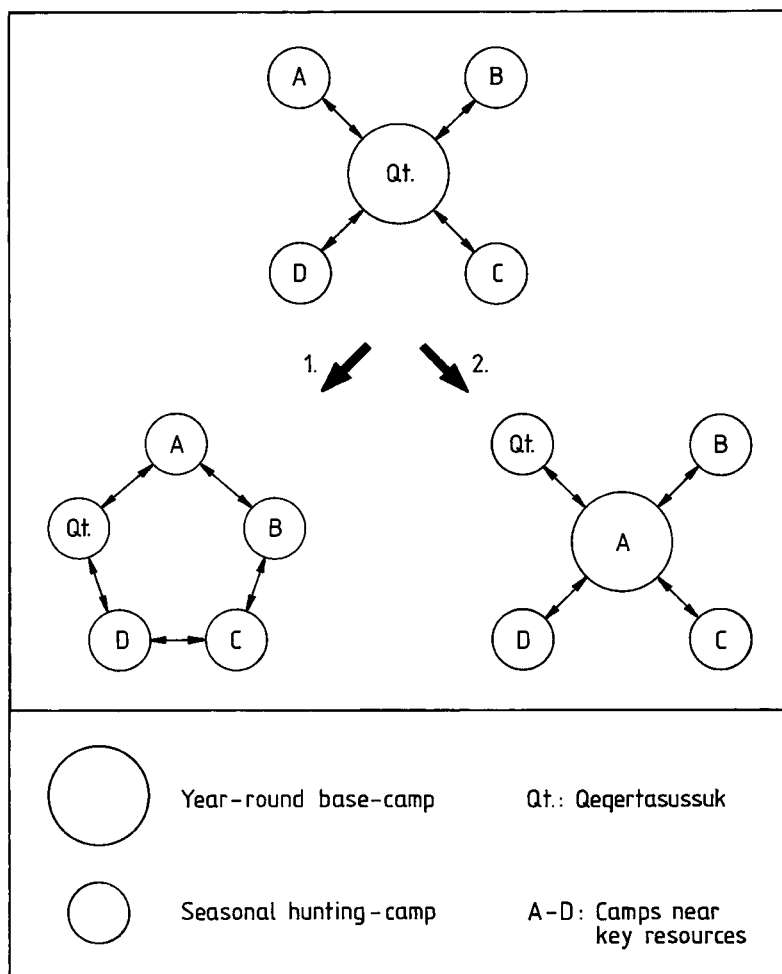 A
B
Qt.
D
C
1.
2.
A
Qt.
B
D
C
Qt.
B
A
D
C
Year-round base-camp
Qt.: Qeqertasussuk
Seasonal hunting-camp
A-D: Camps near
key resources